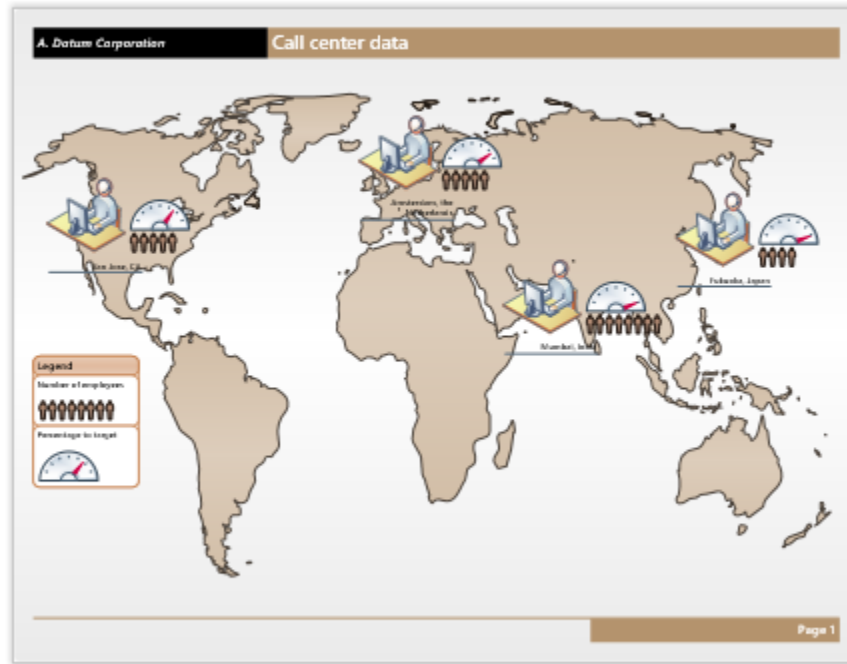 A. Datum Corporation
Call center data
Amsterdam, the
Netherlands
San Jose, CA
Fukuoka, Japan
Mumbai, India
Legend
Number of employees
Percentage to target
Page 1